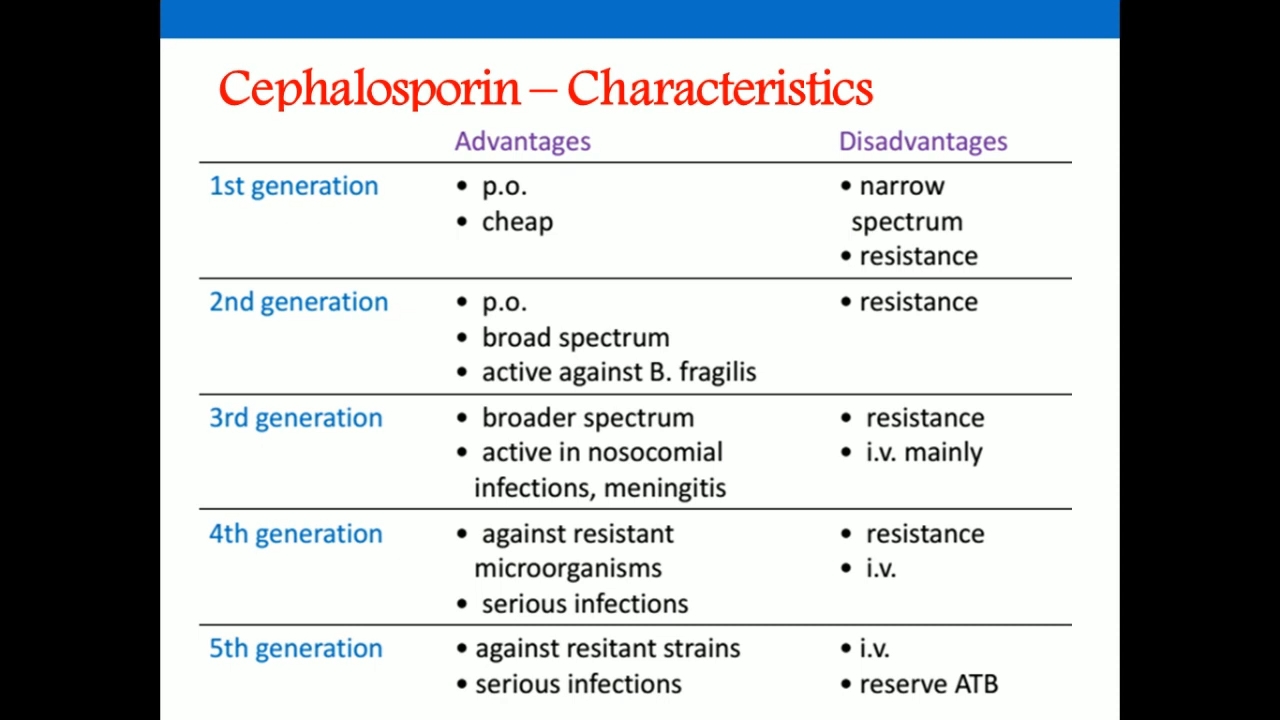 Cephalosporin – Characteristics
Advantages Disadvantages
1st generation • p.o. • narrow
• cheap spectrum
• resistance
2nd generation • p.o. • resistance
• broad spectrum
• active against B. fragilis
3rd generation • broader spectrum • resistance
• active in nosocomial • i.v. mainly
infections, meningitis
4th generation • against resistant • resistance
microorganisms • i.v.
• serious infections
5th generation • against resitant strains • i.v.
• serious infections • reserve ATB